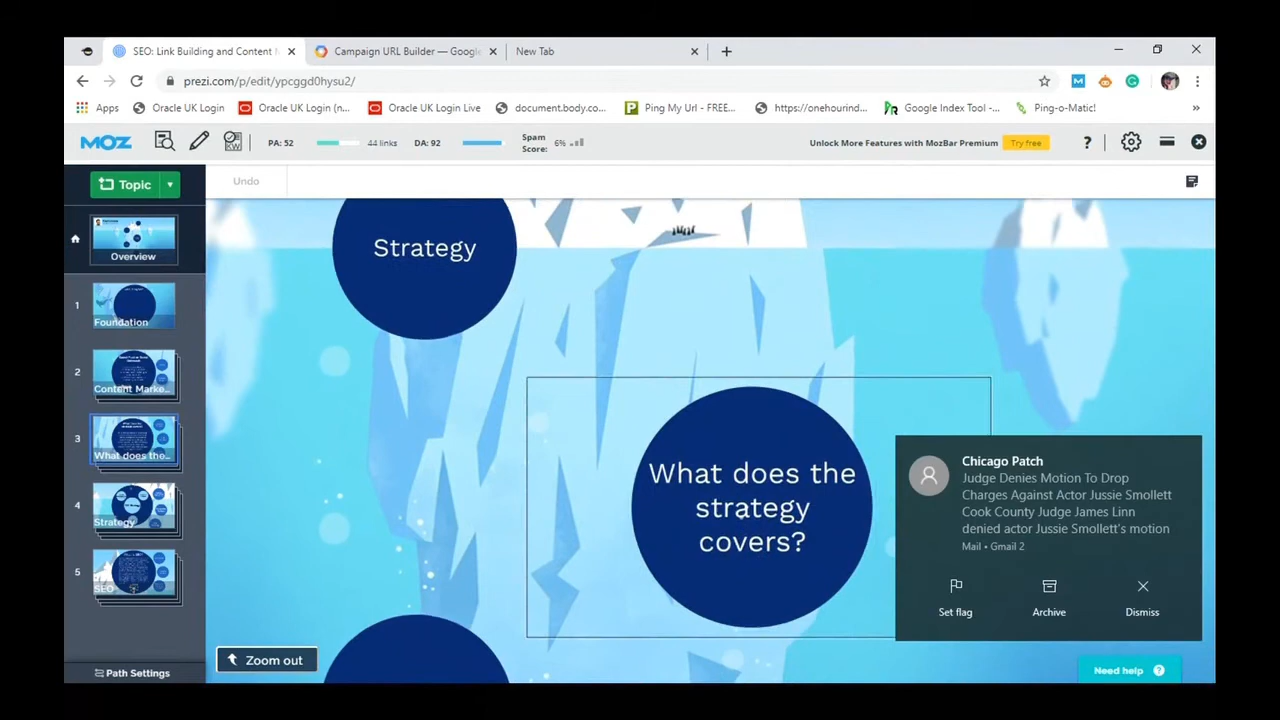 SEO: Link Building and Content M
Campaign URL Builder — Google
New Tab
prezi.com/p/edit/ypcggd0hysu2/
Apps
Oracle UK Login
Oracle UK Login (n...
Oracle UK Login Live
document.body.co...
Ping My Url - FREE...
https://onehourind...
Google Index Tool -...
Ping-o-Matic!
»
MOZ
KW
PA: 52
44 links
DA: 92
Spam
Score:
6%
Unlock More Features with MozBar Premium
Try free
?
Topic
Undo
Overview
1
Foundation
2
Content Marke...
3
What does the...
4
Strategy
5
SEO
Path Settings
Strategy
What does the
strategy
covers?
Zoom out
Chicago Patch
Judge Denies Motion To Drop
Charges Against Actor Jussie Smollett
Cook County Judge James Linn
denied actor Jussie Smollett's motion
Mail • Gmail 2
Set flag
Archive
Dismiss
Need help ?